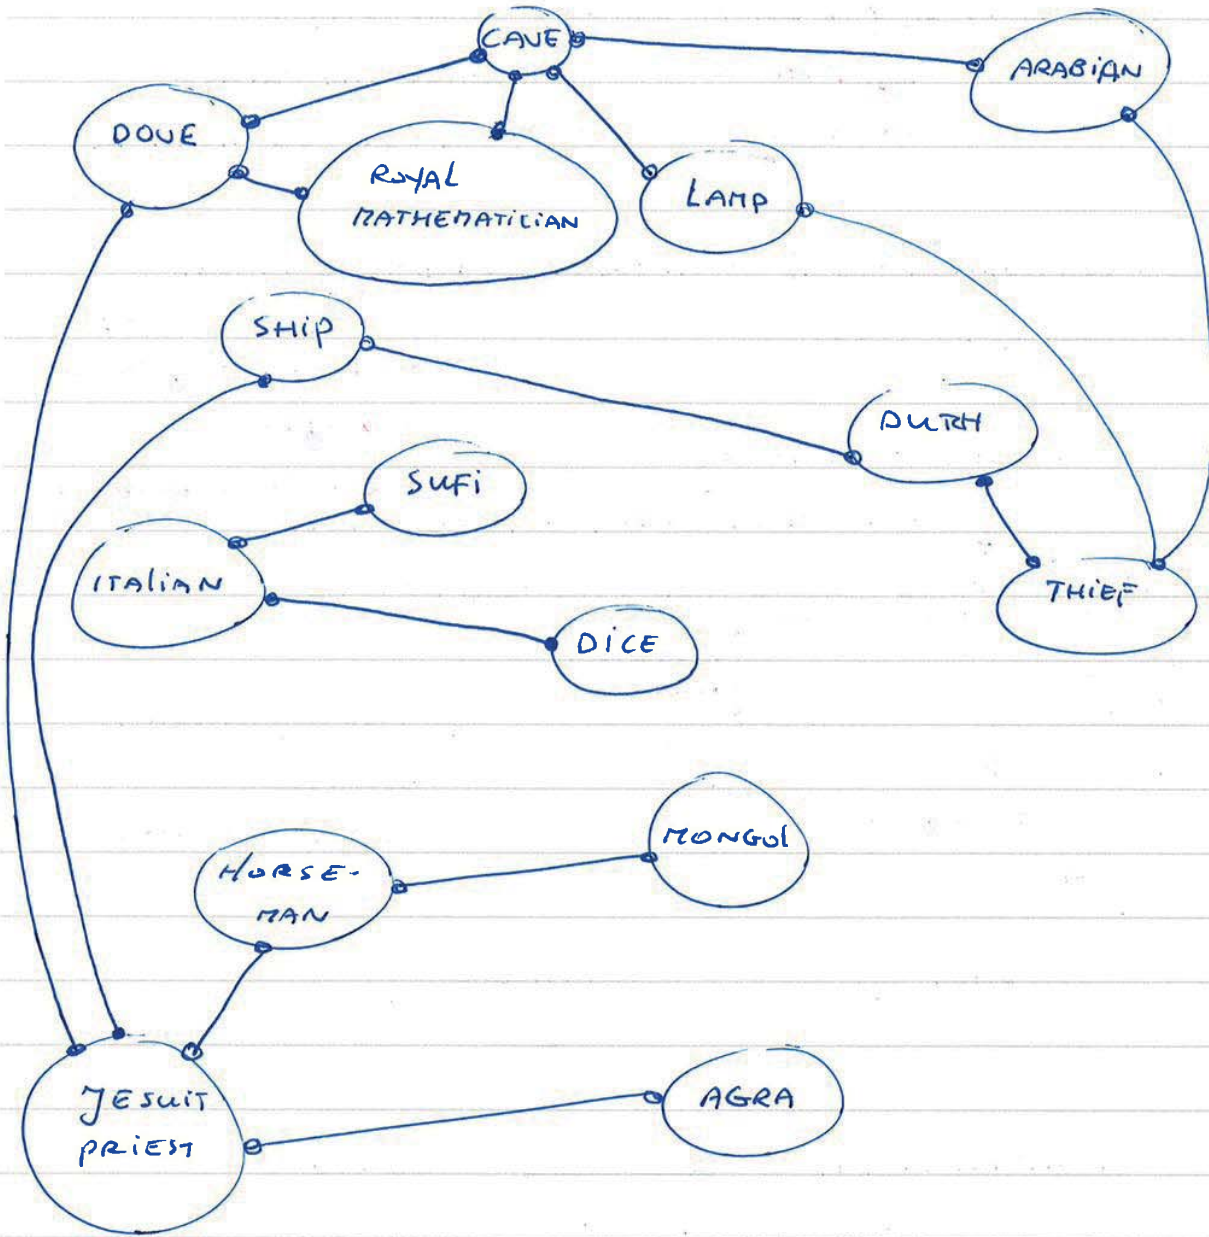 CAVE
ARABIAN
DOVE
ROYAL
MATHEMATICIAN
LAMP
SHIP
DUTCH
SUFI
ITALIAN
THIEF
DICE
MONGOL
HORSE-
MAN
JESUIT
PRIEST
AGRA